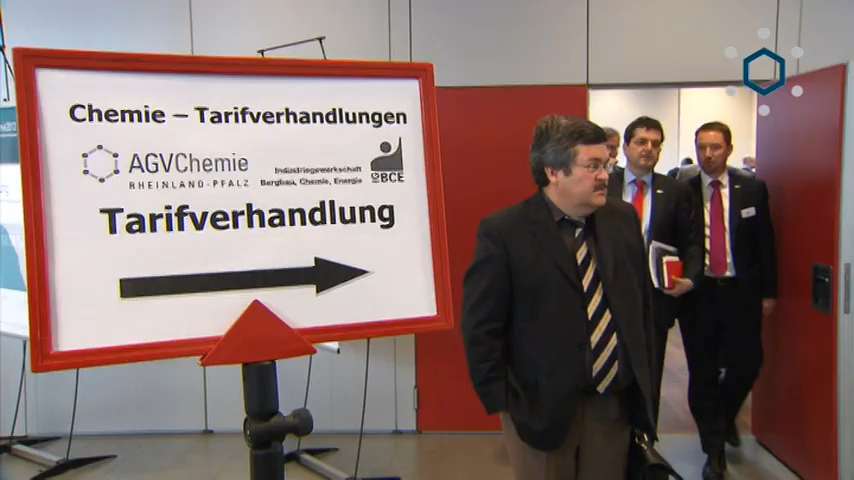 Chemie – Tarifverhandlungen
AGVChemie
RHEINLAND-PFALZ
Industriegewerkschaft
Bergbau, Chemie, Energie
IGBCE
Tarifverhandlung